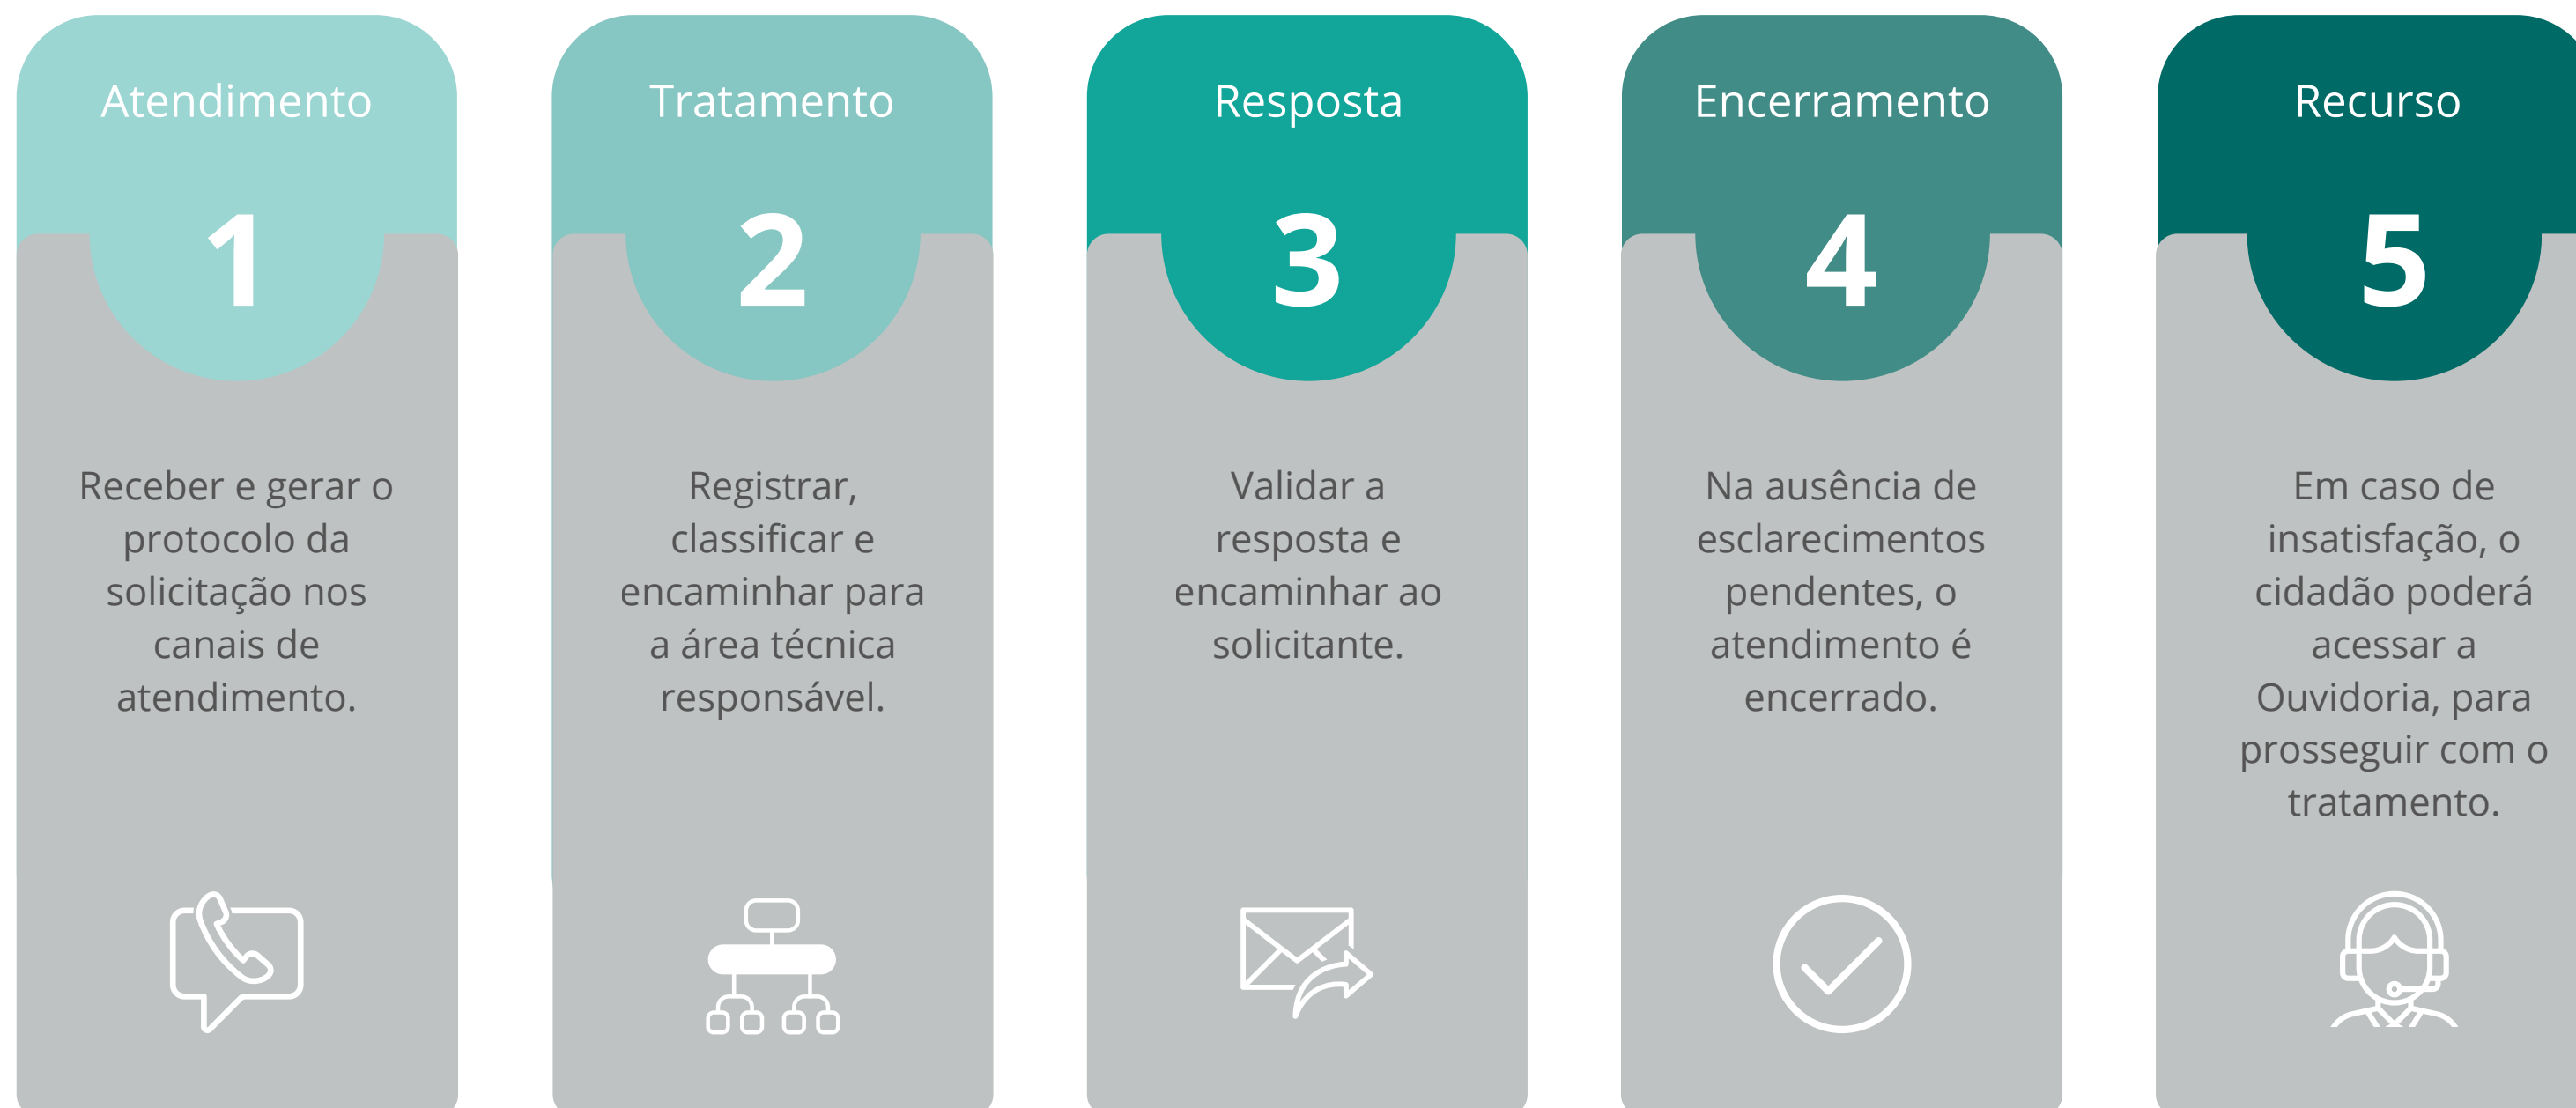 Atendimento
1
Receber e gerar o
protocolo da
solicitação nos
canais de
atendimento.
Tratamento
2
Registrar,
classificar e
encaminhar para
a área técnica
responsável.
Resposta
3
Validar a
resposta e
encaminhar ao
solicitante.
Encerramento
4
Na ausência de
esclarecimentos
pendentes, o
atendimento é
encerrado.
Recurso
5
Em caso de
insatisfação, o
cidadão poderá
acessar a
Ouvidoria, para
prosseguir com o
tratamento.